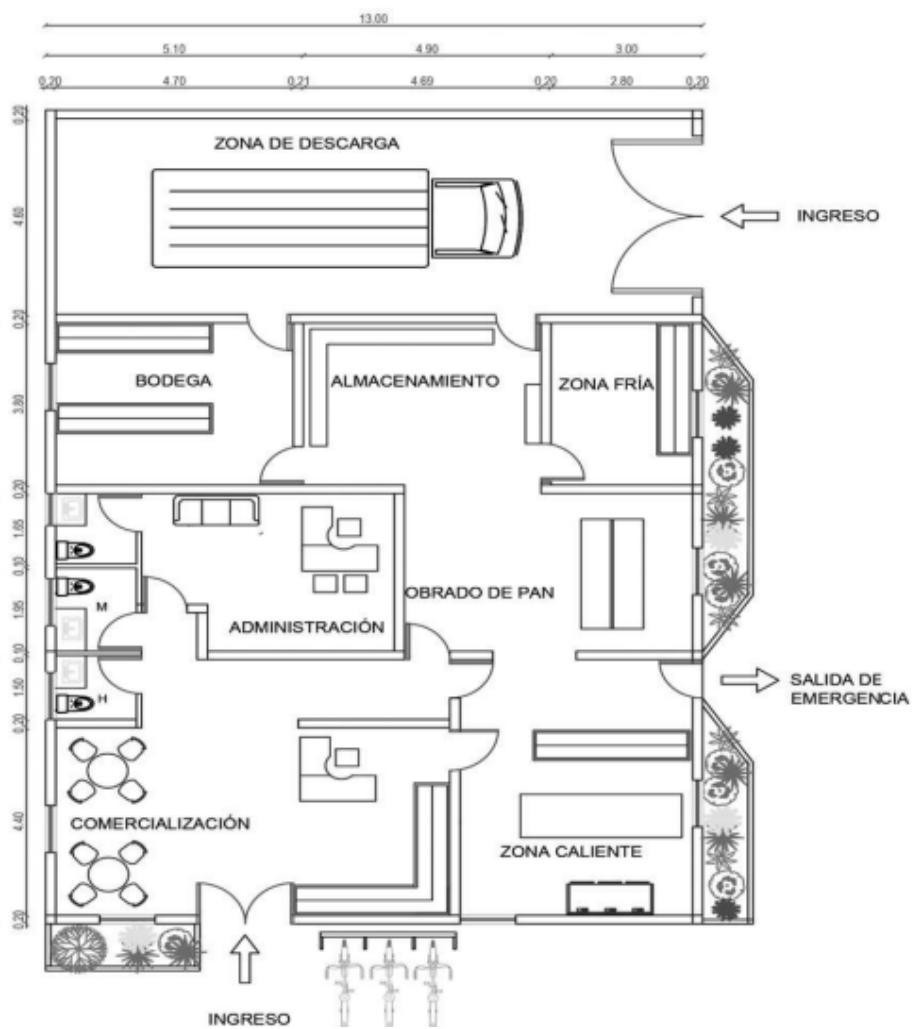 13.00
5.10 4.90 3.00
0,20 4.70 0,21 4.69 0,20 2.80 0,20
0,20
ZONA DE DESCARGA
4.60
INGRESO
0,20
BODEGA
ALMACENAMIENTO
ZONA FRÍA
3.80
0,20
1.65
0,10
M
1.95
OBRADO DE PAN
ADMINISTRACIÓN
0,10
SALIDA DE
EMERGENCIA
1.50
H
0,20
COMERCIALIZACIÓN
4.40
ZONA CALIENTE
0,20
INGRESO